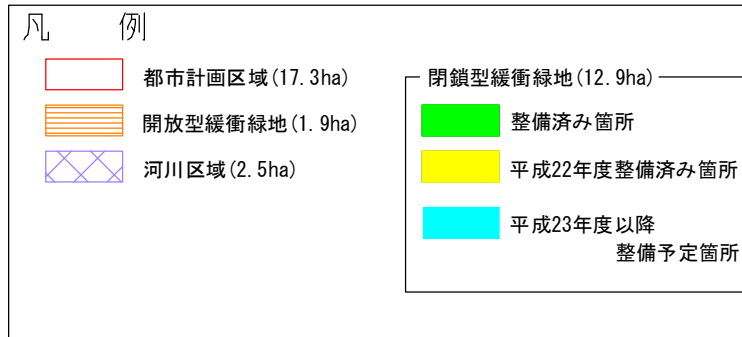 凡 例
都市計画区域(17.3ha)
開放型緩衝緑地(1.9ha)
河川区域(2.5ha)
閉鎖型緩衝緑地(12.9ha)
整備済み箇所
平成22年度整備済み箇所
平成23年度以降
整備予定箇所